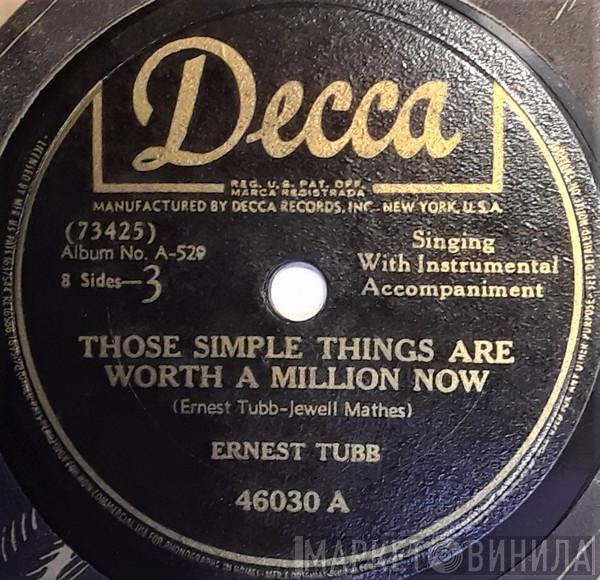 Decca
REG. U.S. PAT. OFF.
MARCA REGISTRADA
MANUFACTURED BY DECCA RECORDS, INC. NEW YORK, U.S.A.
(73425)
Album No. A-529
8 Sides—3
Singing
With Instrumental
Accompaniment
THOSE SIMPLE THINGS ARE
WORTH A MILLION NOW
(Ernest Tubb-Jewell Mathes)
ERNEST TUBB
46030 A
МАРКЕТ ВИНИЛА